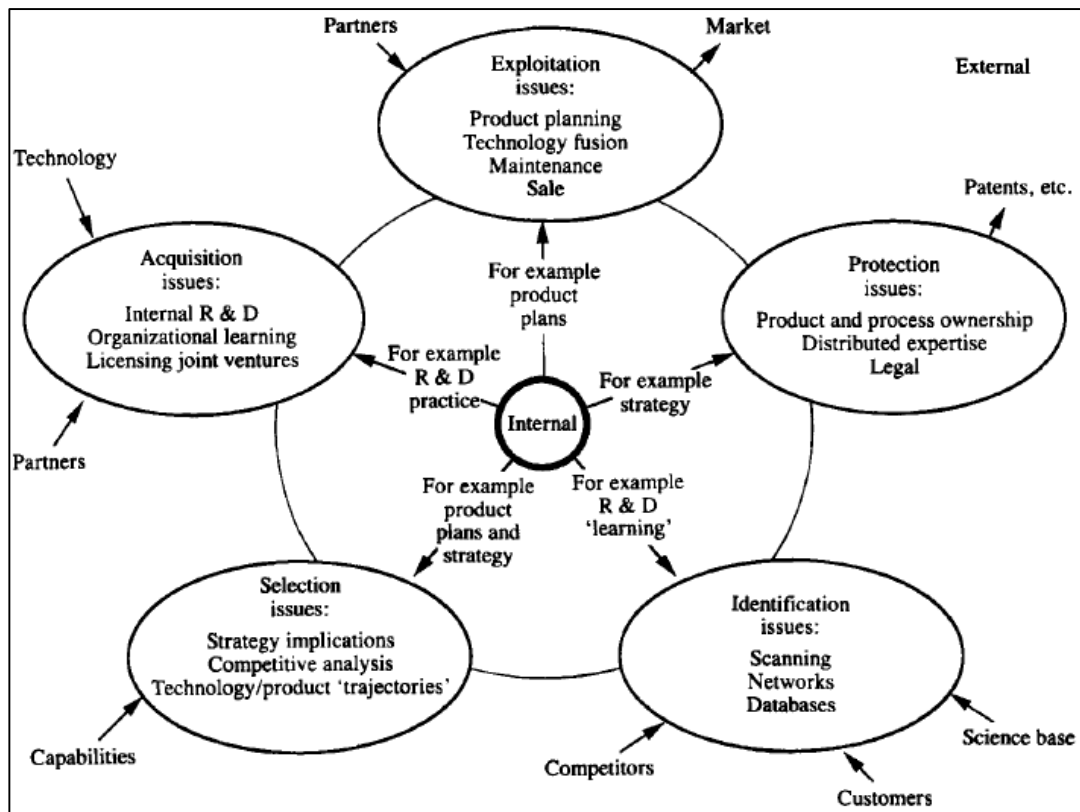 Partners
Market
External
Exploitation
issues:
Product planning
Technology fusion
Maintenance
Sale
Technology
Patents, etc.
Acquisition
issues:
Internal R & D
Organizational learning
Licensing joint ventures
For example
product
plans
Protection
issues:
Product and process ownership
Distributed expertise
Legal
For example
R & D
practice
For example
strategy
Internal
Partners
For example
product
plans and
strategy
For example
R & D
‘learning’
Selection
issues:
Strategy implications
Competitive analysis
Technology/product ‘trajectories’
Identification
issues:
Scanning
Networks
Databases
Capabilities
Competitors
Customers
Science base